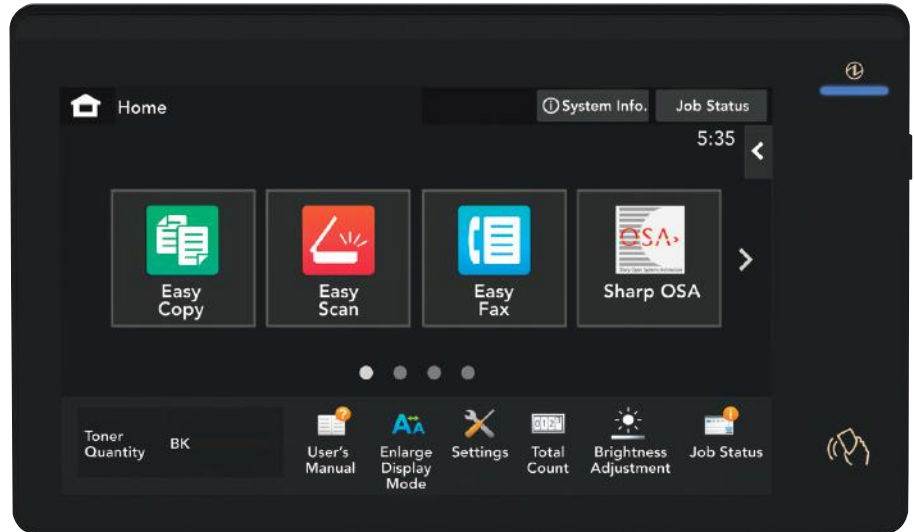 Home
System Info.
Job Status
5:35
Easy
Copy
Easy
Scan
Easy
Fax
OSA
Sharp OSA
Toner
Quantity
BK
User's
Manual
Enlarge
Display
Mode
Settings
Total
Count
Brightness
Adjustment
Job Status